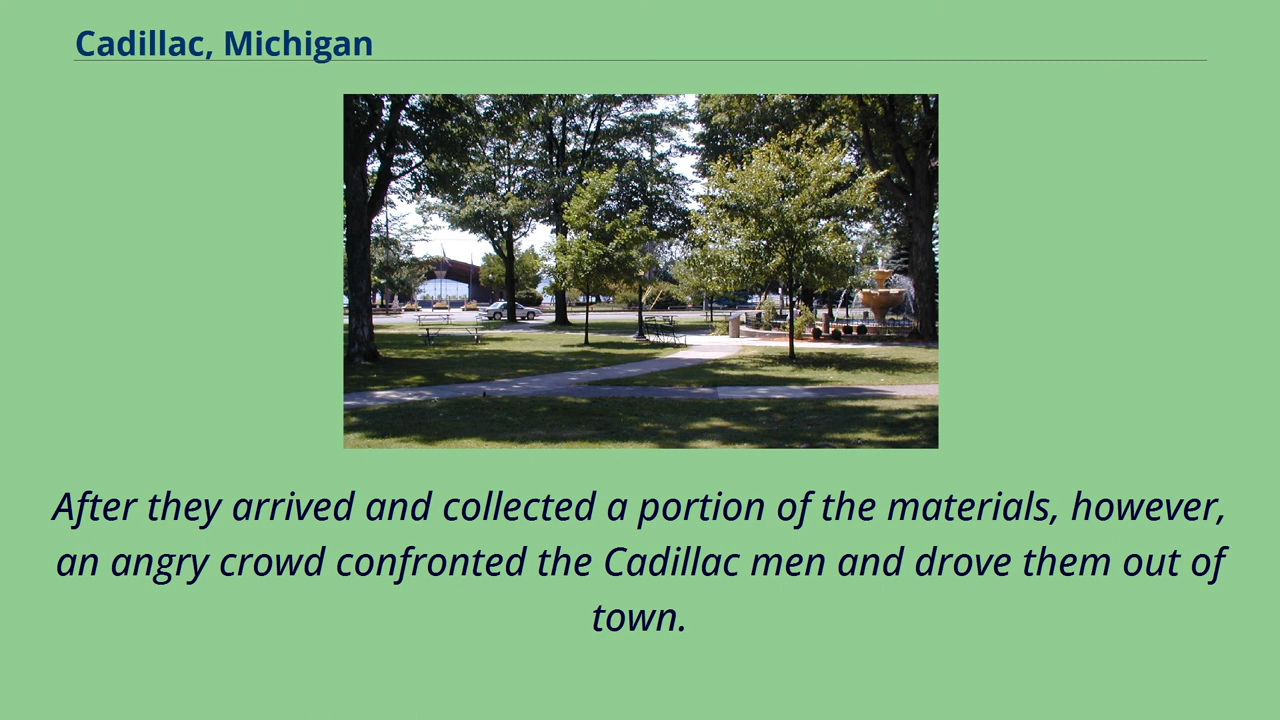 Cadillac, Michigan
After they arrived and collected a portion of the materials, however,
an angry crowd confronted the Cadillac men and drove them out of
town.